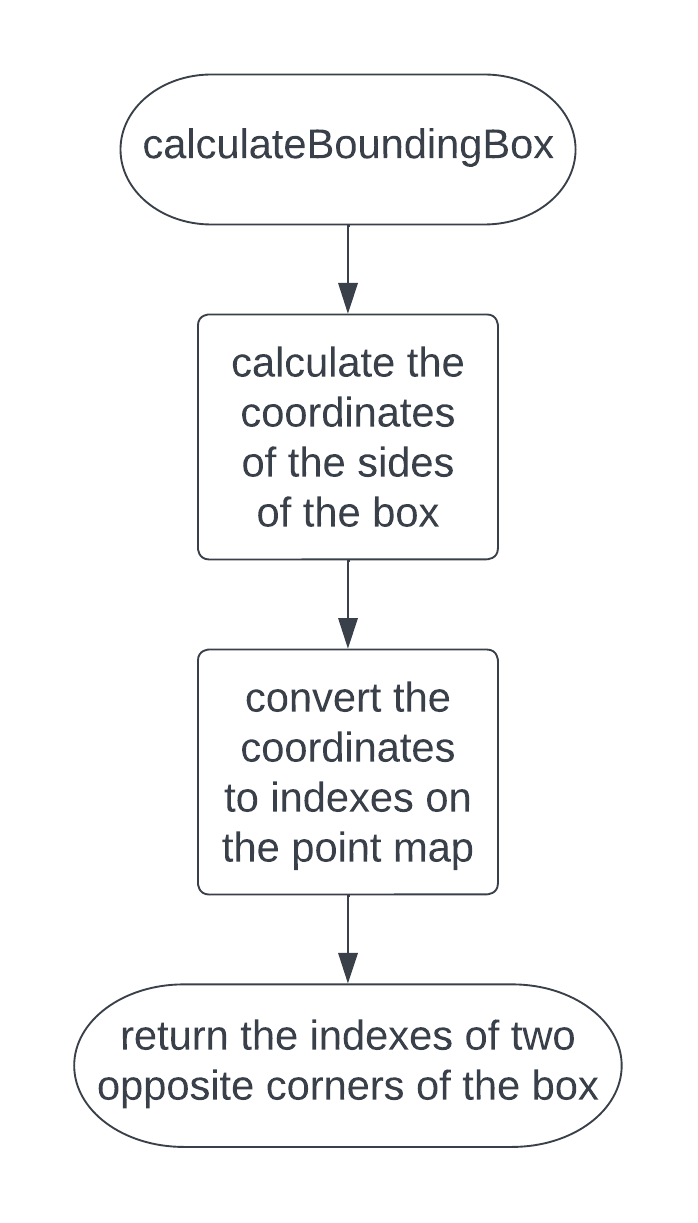 calculateBoundingBox
calculate the
coordinates
of the sides
of the box
convert the
coordinates
to indexes on
the point map
return the indexes of two
opposite corners of the box